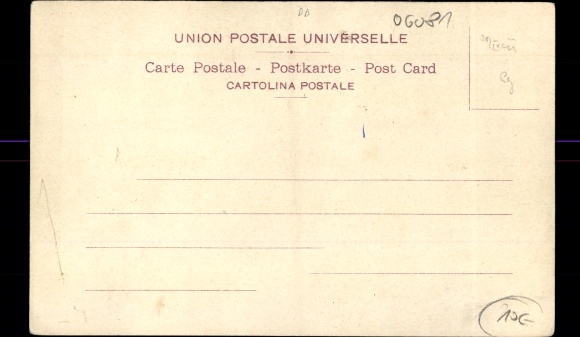 06081
UNION POSTALE UNIVERSELLE
Carte Postale - Postkarte - Post Card
CARTOLINA POSTALE
10€